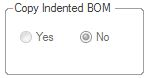 Copy Indented BOM
Yes No